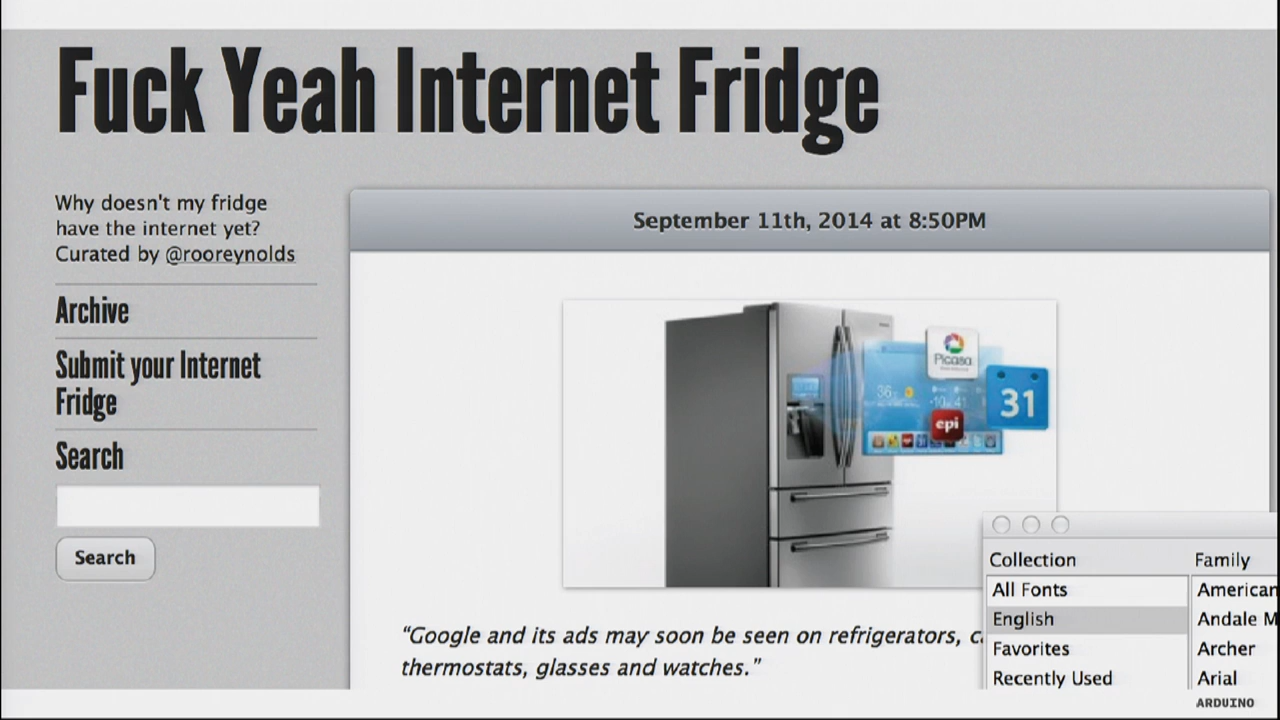 Fuck Yeah Internet Fridge
Why doesn't my fridge
have the internet yet?
Curated by @rooreynolds
Archive
Submit your Internet
Fridge
Search
Search
September 11th, 2014 at 8:50PM
Picasa
31
epi
“Google and its ads may soon be seen on refrigerators,
thermostats, glasses and watches.”
Collection
All Fonts
English
Favorites
Recently Used
Family
American
Andale M
Archer
Arial
ARDUINO